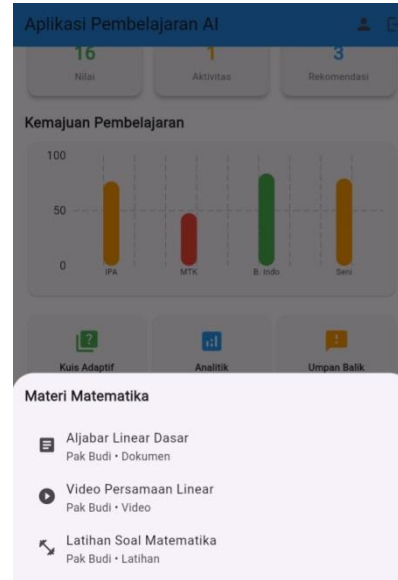 Aplikasi Pembelajaran AI
16
1
3
Nilai
Aktivitas
Rekomendasi
Kemajuan Pembelajaran
100
50
0
IPA
MTK
B. Indo
Seni
Kuis Adaptif
Analitik
Umpan Balik
Materi Matematika
Aljabar Linear Dasar
Pak Budi • Dokumen
Video Persamaan Linear
Pak Budi • Video
Latihan Soal Matematika
Pak Budi • Latihan